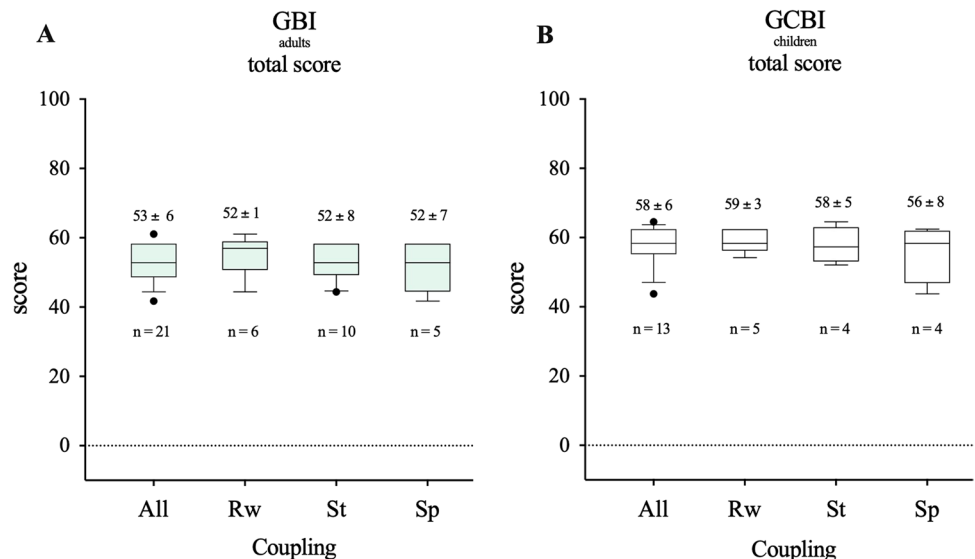 A
GBI
adults
total score
100
80
60
40
20
0
score
53 ± 6
52 ± 1
52 ± 8
52 ± 7
n = 21
n = 6
n = 10
n = 5
All
Rw
St
Sp
Coupling
B
GCBI
children
total score
100
80
60
40
20
0
score
58 ± 6
59 ± 3
58 ± 5
56 ± 8
n = 13
n = 5
n = 4
n = 4
All
Rw
St
Sp
Coupling